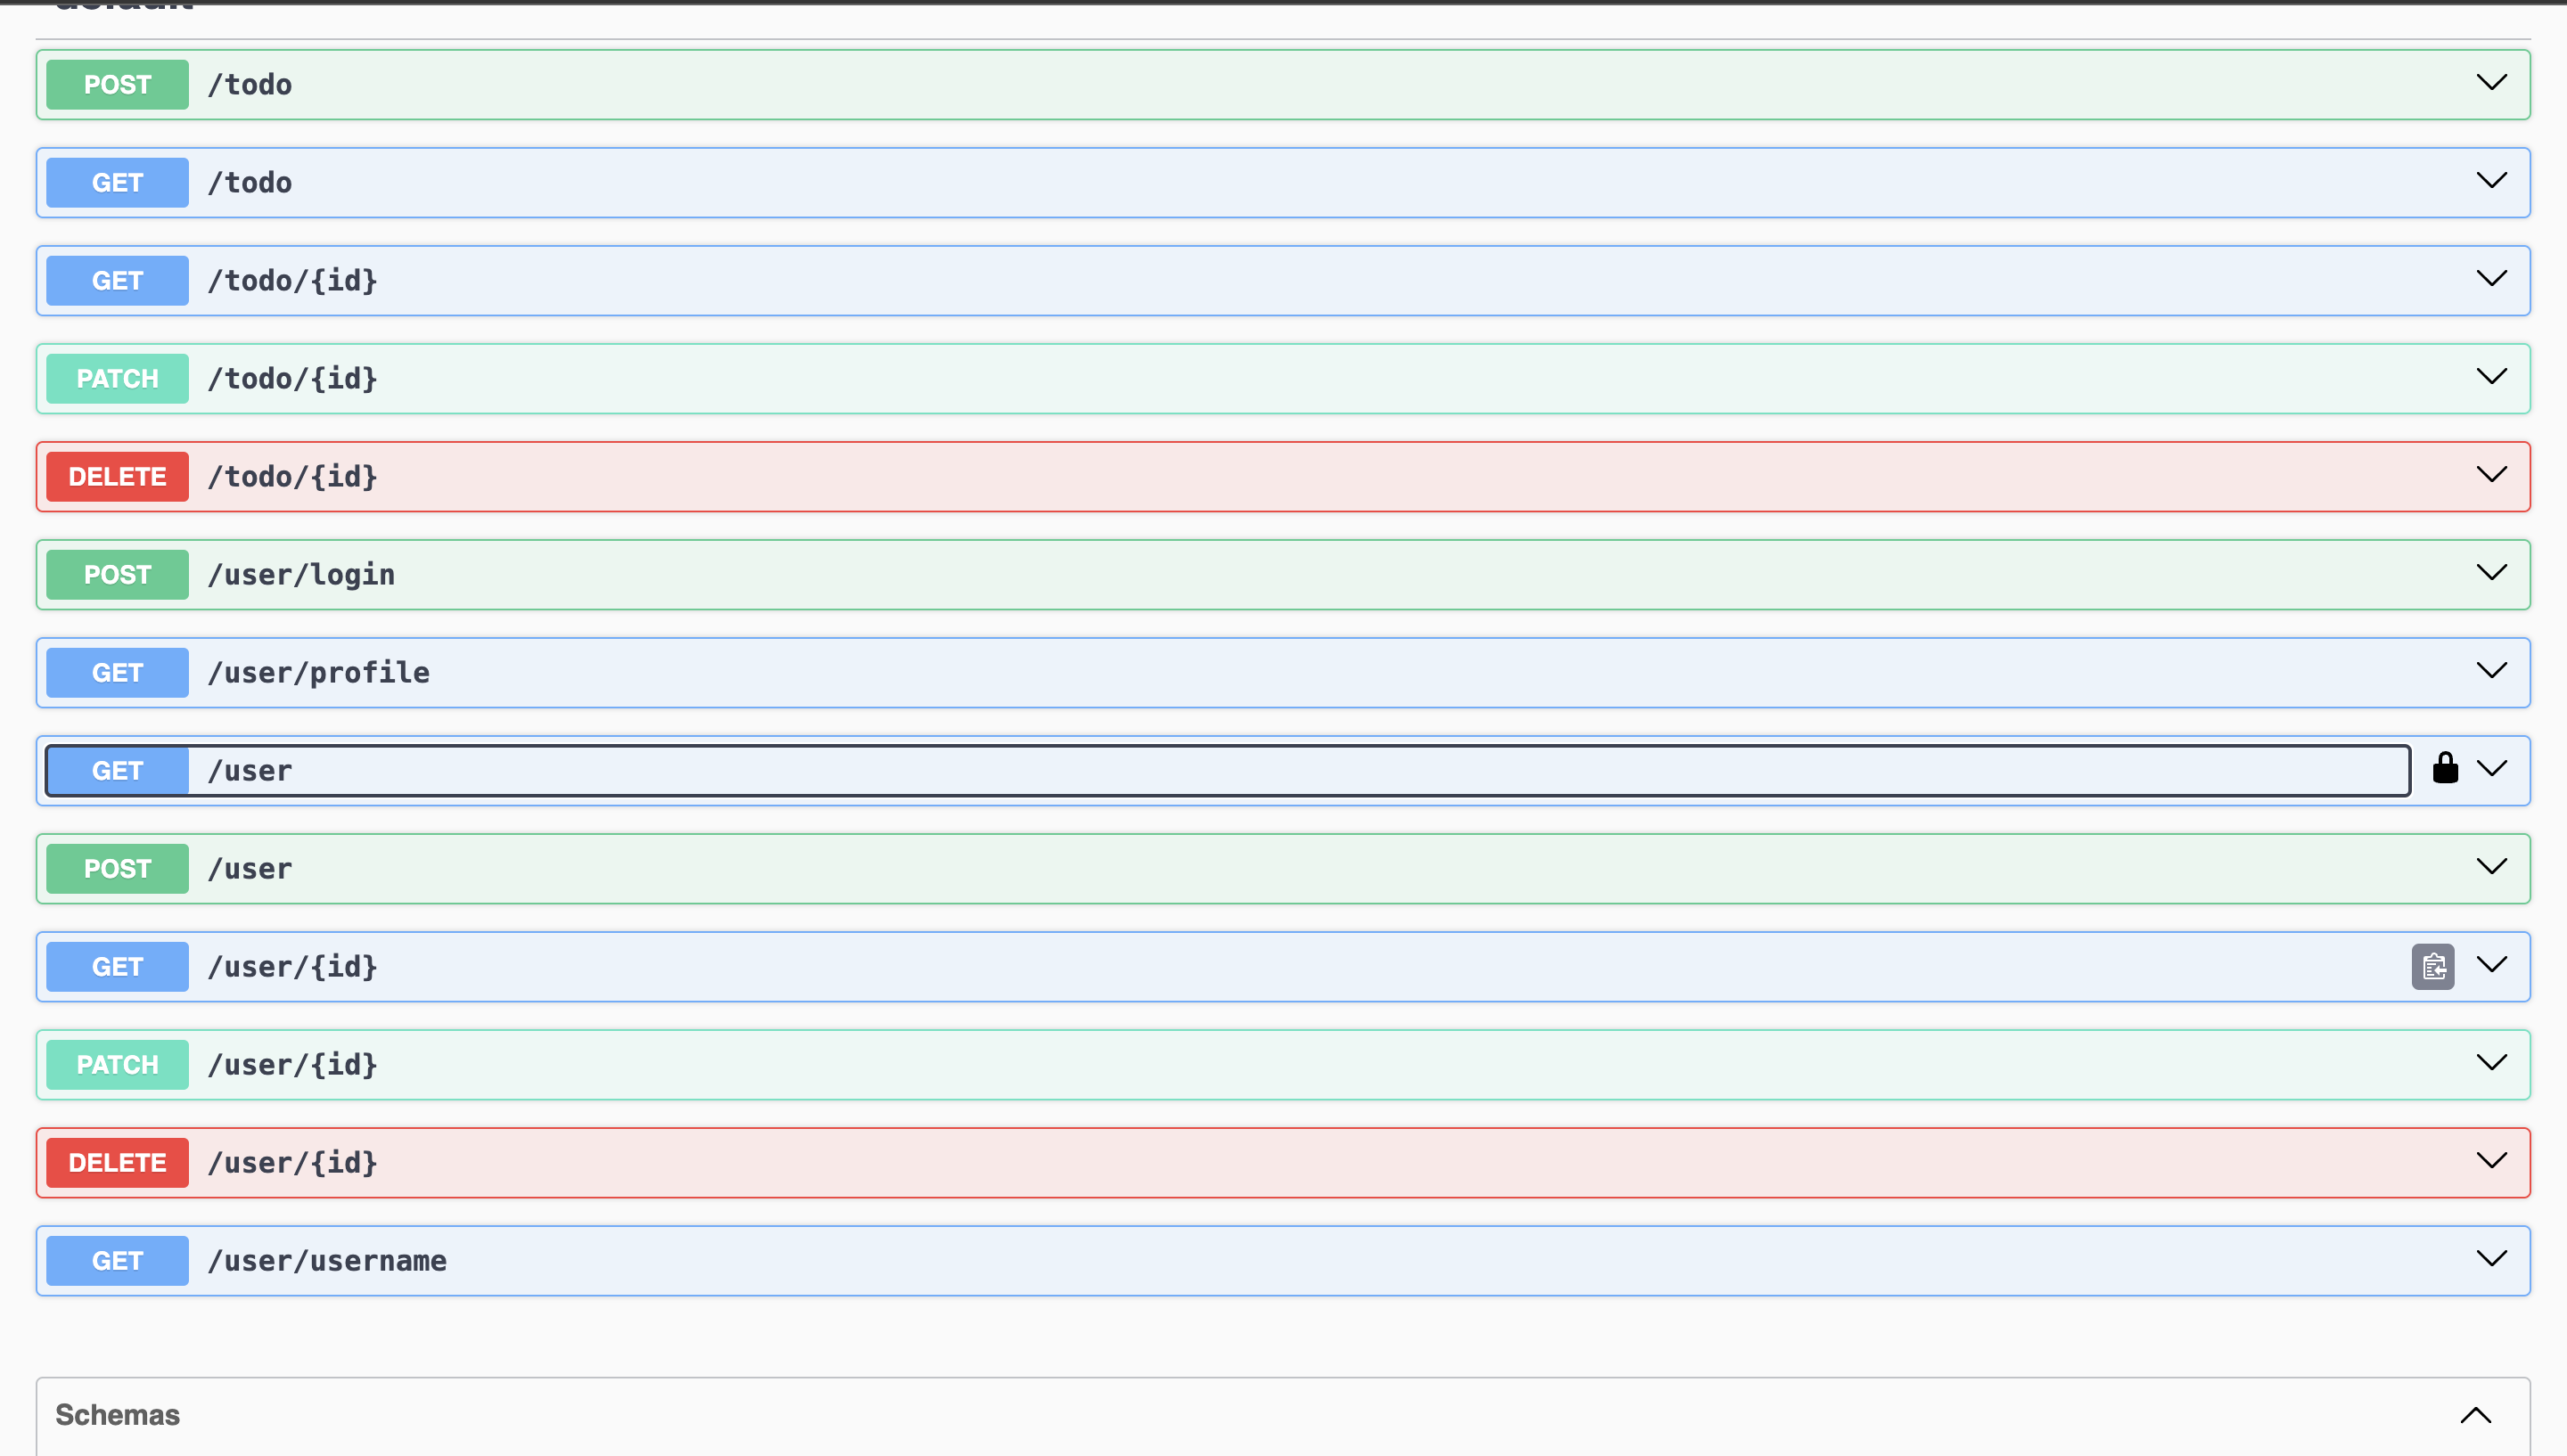 default
POST /todo
GET /todo
GET /todo/{id}
PATCH /todo/{id}
DELETE /todo/{id}
POST /user/login
GET /user/profile
GET /user
POST /user
GET /user/{id}
PATCH /user/{id}
DELETE /user/{id}
GET /user/username
Schemas